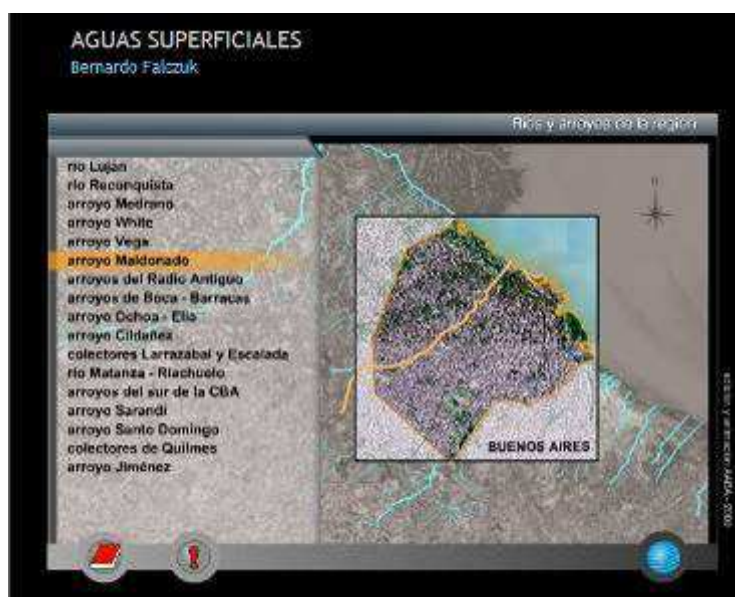 AGUAS SUPERFICIALES
Bernardo Falczuk
Ríos y arroyos de la región
río Luján
río Reconquista
arroyo Medrano
arroyo White
arroyo Vega
arroyo Maldonado
arroyos del Radio Antiguo
arroyos de Boca - Barracas
arroyo Ochoa - Elia
arroyo Cildañez
colectores Larrazabal y Escalada
río Matanza - Riachuelo
arroyos del sur de la CBA
arroyo Sarandí
arroyo Santo Domingo
colectores de Quilmes
arroyo Jiménez
BUENOS AIRES